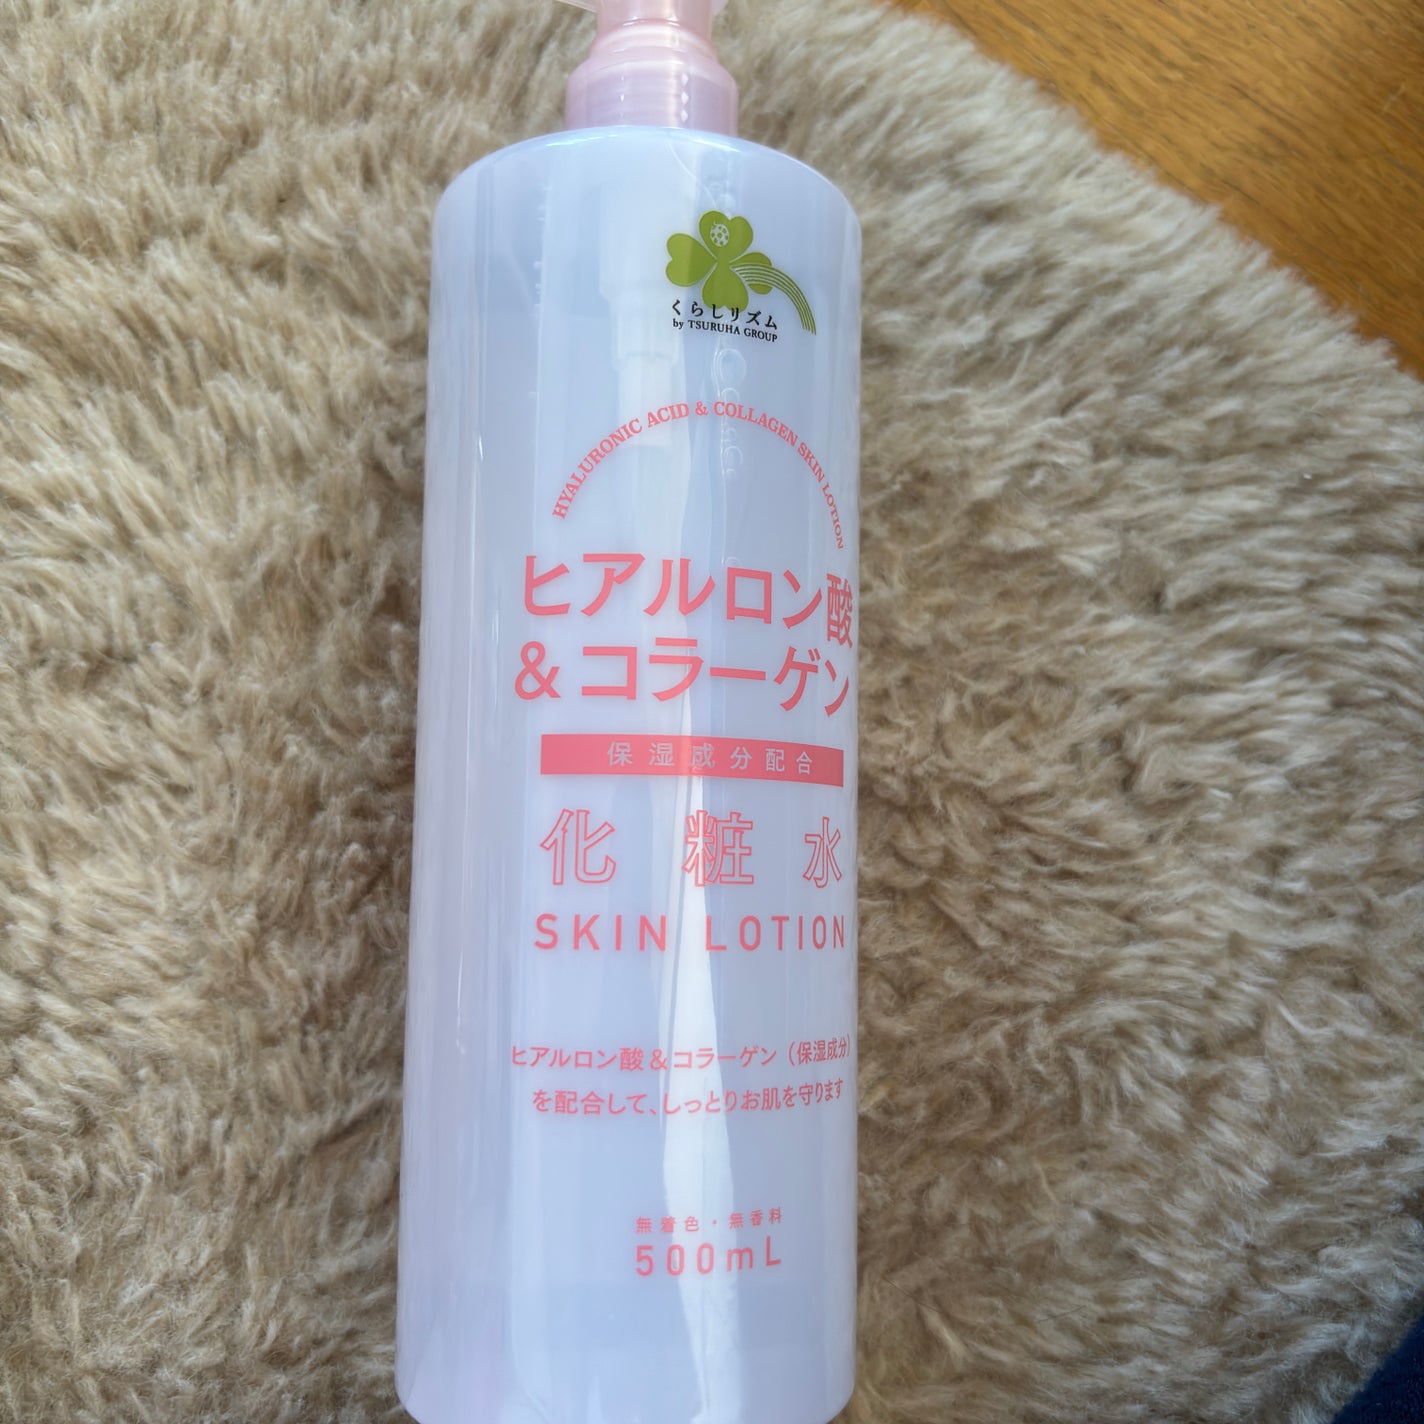 くらしリズム
by TSURUHA GROUP
HYALURONIC ACID & COLLAGEN SKIN LOTION
ヒアルロン酸
&コラーゲン
保湿成分配合
化粧水
SKIN LOTION
ヒアルロン酸&コラーゲン(保湿成分)
を配合して、しっとりお肌を守ります
無着色・無香料
500mL